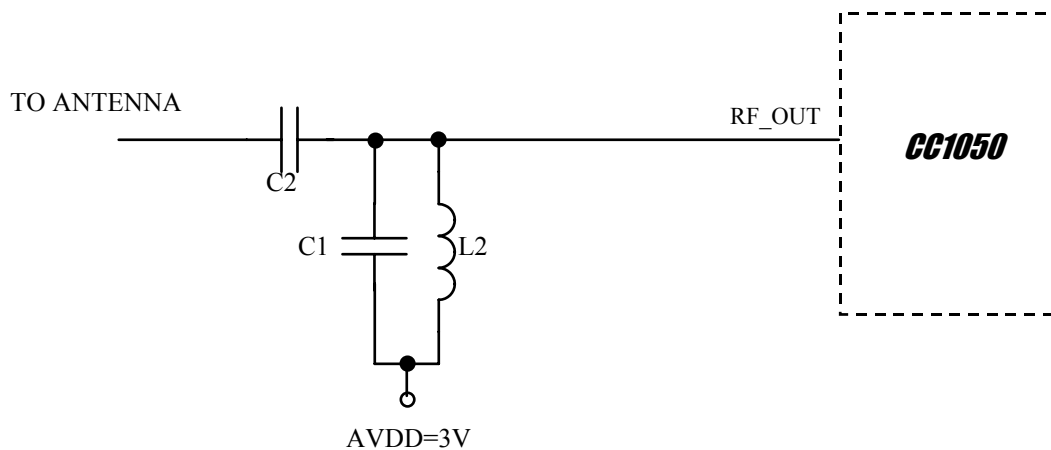 TO ANTENNA
RF_OUT
CC1050
C2
C1
L2
AVDD=3V